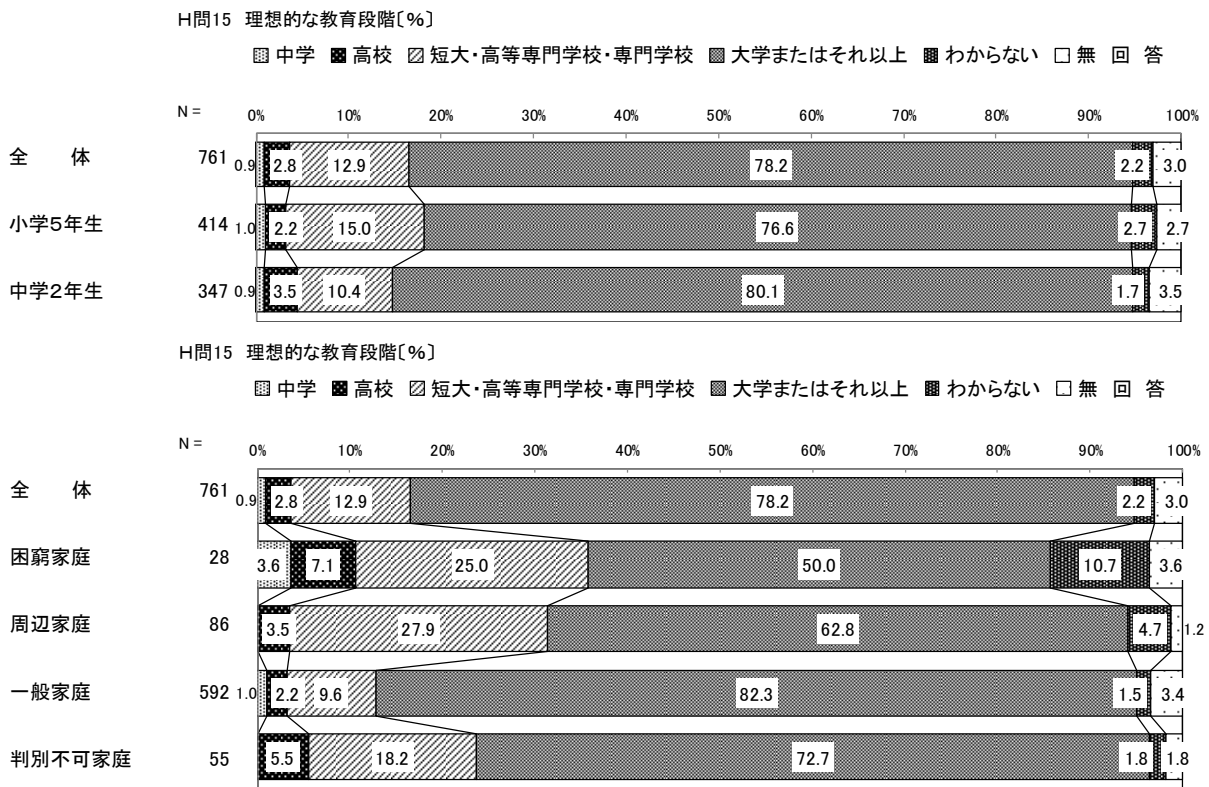 H問15 理想的な教育段階〔%〕
中学 高校 短大・高等専門学校・専門学校 大学またはそれ以上 わからない 無 回 答
N = 0% 10% 20% 30% 40% 50% 60% 70% 80% 90% 100%
全 体 761 0.9 2.8 12.9 78.2 2.2 3.0
小学5年生 414 1.0 2.2 15.0 76.6 2.7 2.7
中学2年生 347 0.9 3.5 10.4 80.1 1.7 3.5
H問15 理想的な教育段階〔%〕
中学 高校 短大・高等専門学校・専門学校 大学またはそれ以上 わからない 無 回 答
N = 0% 10% 20% 30% 40% 50% 60% 70% 80% 90% 100%
全 体 761 0.9 2.8 12.9 78.2 2.2 3.0
困窮家庭 28 3.6 7.1 25.0 50.0 10.7 3.6
周辺家庭 86 3.5 27.9 62.8 4.7 1.2
一般家庭 592 1.0 2.2 9.6 82.3 1.5 3.4
判別不可家庭 55 5.5 18.2 72.7 1.8 1.8